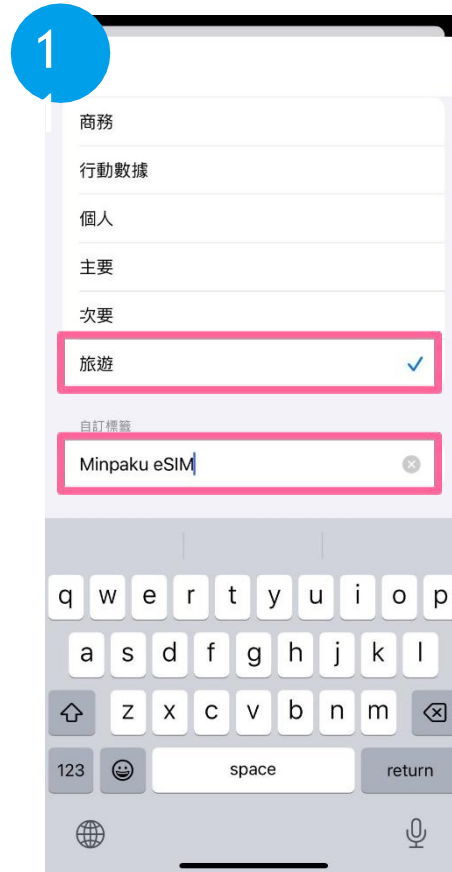 1
1
商務
行動數據
個人
主要
次要
旅遊
自訂標籤
Minpaku eSIM
q w e r t y u i o p
a s d f g h j k l
z x c v b n m
123 space return